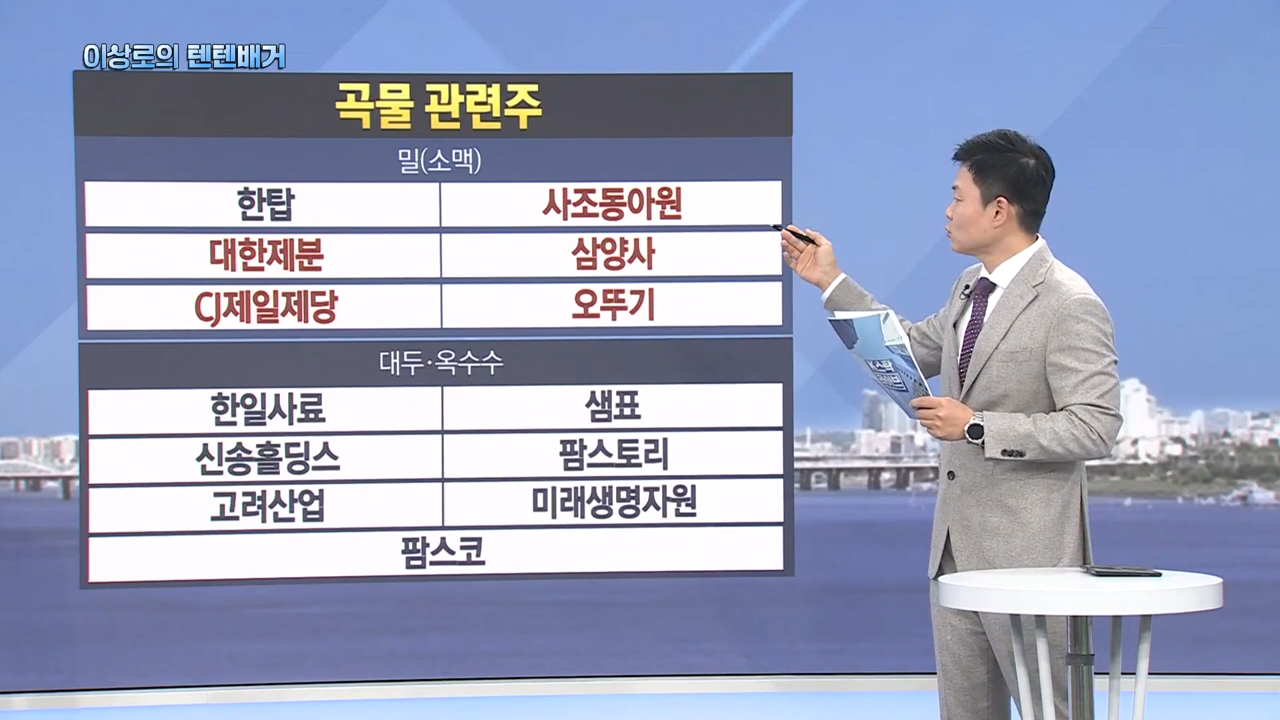 이상로의 텐텐배거
곡물 관련주
밀(소맥)
한탑 사조동아원
대한제분 삼양사
CJ제일제당 오뚜기
대두·옥수수
한일사료 샘표
신송홀딩스 팜스토리
고려산업 미래생명자원
팜스코